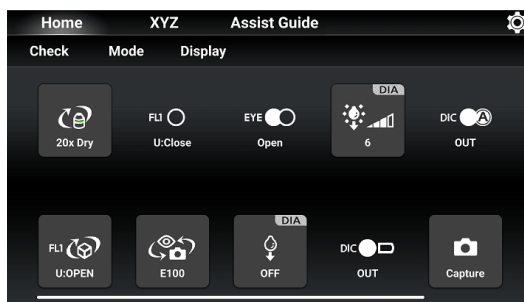 Home XYZ Assist Guide
Check Mode Display
DIA
FL1 EYE DIC A
20x Dry U:Close Open 6 OUT
DIA
FL1 DIC
U:OPEN E100 OFF OUT Capture